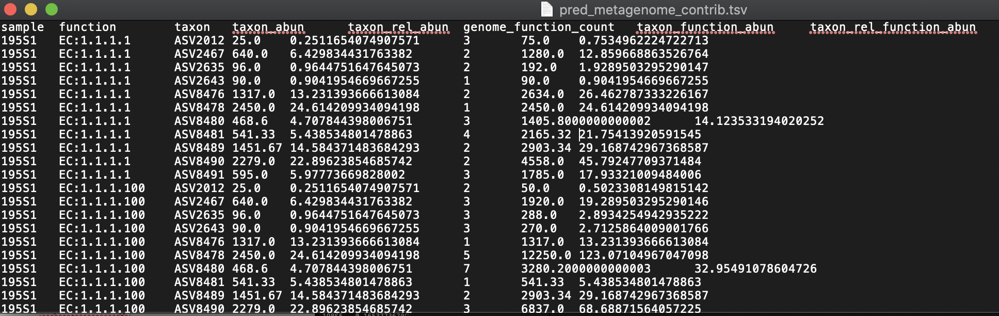 pred_metagenome_contrib.tsv
sample function taxon taxon_abun taxon_rel_abun genome_function_count taxon_function_abun taxon_rel_function_abun
195S1 EC:1.1.1.1 ASV2012 25.0 0.2511654074907571 3 75.0 0.7534962224722713
195S1 EC:1.1.1.1 ASV2467 640.0 6.429834431763382 2 1280.0 12.859668863526764
195S1 EC:1.1.1.1 ASV2635 96.0 0.9644751647645073 2 192.0 1.9289503295290147
195S1 EC:1.1.1.1 ASV2643 90.0 0.9041954669667255 1 90.0 0.9041954669667255
195S1 EC:1.1.1.1 ASV8476 1317.0 13.231393666613084 2 2634.0 26.462787333226167
195S1 EC:1.1.1.1 ASV8478 2450.0 24.614209934094198 1 2450.0 24.614209934094198
195S1 EC:1.1.1.1 ASV8480 468.6 4.707844398006751 3 1405.8000000000002 14.123533194020252
195S1 EC:1.1.1.1 ASV8481 541.33 5.438534801478863 4 2165.32 21.75413920591545
195S1 EC:1.1.1.1 ASV8489 1451.67 14.584371483684293 2 2903.34 29.168742967368587
195S1 EC:1.1.1.1 ASV8490 2279.0 22.89623854685742 2 4558.0 45.79247709371484
195S1 EC:1.1.1.1 ASV8491 595.0 5.97773669828002 3 1785.0 17.93321009484006
195S1 EC:1.1.1.100 ASV2012 25.0 0.2511654074907571 2 50.0 0.5023308149815142
195S1 EC:1.1.1.100 ASV2467 640.0 6.429834431763382 3 1920.0 19.289503295290146
195S1 EC:1.1.1.100 ASV2635 96.0 0.9644751647645073 3 288.0 2.8934254942935222
195S1 EC:1.1.1.100 ASV2643 90.0 0.9041954669667255 3 270.0 2.7125864009001766
195S1 EC:1.1.1.100 ASV8476 1317.0 13.231393666613084 1 1317.0 13.231393666613084
195S1 EC:1.1.1.100 ASV8478 2450.0 24.614209934094198 5 12250.0 123.07104967047098
195S1 EC:1.1.1.100 ASV8480 468.6 4.707844398006751 7 3280.2000000000003 32.95491078604726
195S1 EC:1.1.1.100 ASV8481 541.33 5.438534801478863 1 541.33 5.438534801478863
195S1 EC:1.1.1.100 ASV8489 1451.67 14.584371483684293 2 2903.34 29.168742967368587
195S1 EC:1.1.1.100 ASV8490 2279.0 22.89623854685742 3 6837.0 68.68871564057225